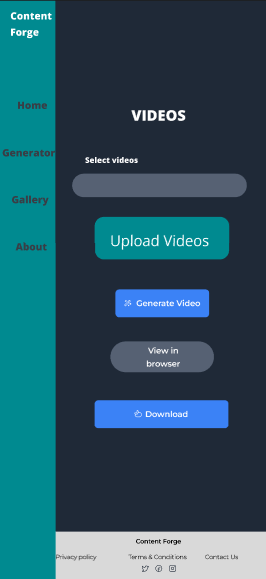 Content
Forge
Home
Generator
Gallery
About
VIDEOS
Select videos
Upload Videos
Generate Video
View in
browser
Download
Content Forge
Privacy policy
Terms & Conditions
Contact Us